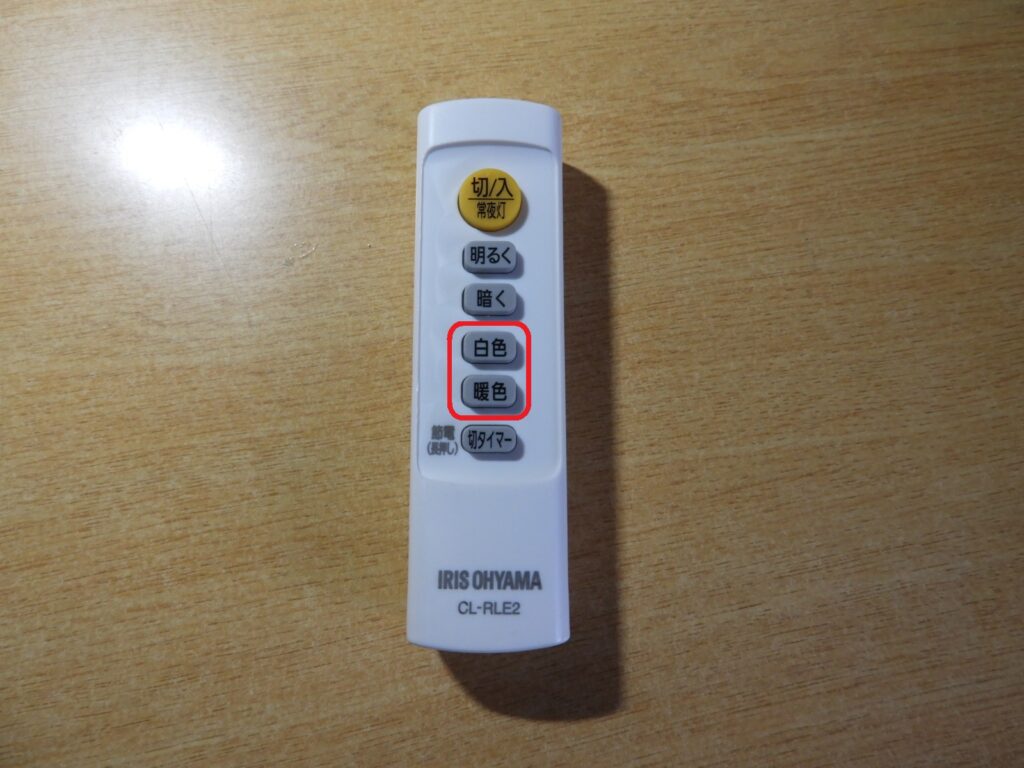 切/入
常夜灯
明るく
暗く
白色
暖色
節電
(長押し)
切タイマー
IRIS OHYAMA
CL-RLE2